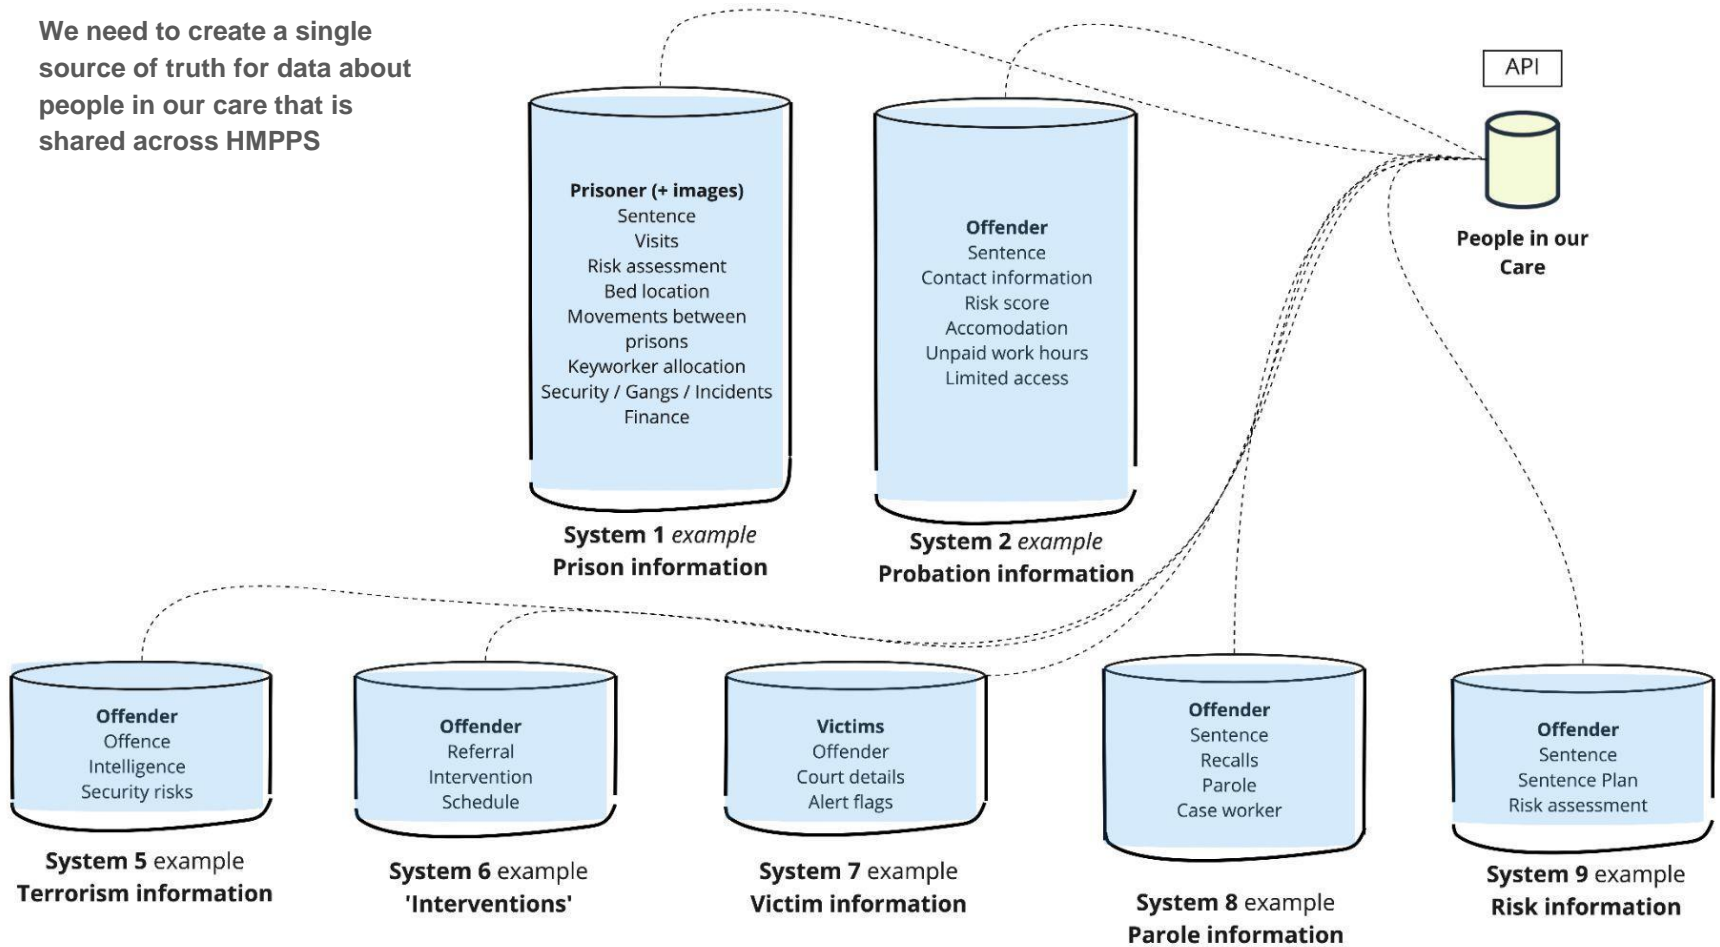 We need to create a single
source of truth for data about
people in our care that is
shared across HMPPS
API
People in our
Care
Prisoner (+ images)
Sentence
Visits
Risk assessment
Bed location
Movements between
prisons
Keyworker allocation
Security / Gangs / Incidents
Finance
System 1 example
Prison information
Offender
Sentence
Contact information
Risk score
Accomodation
Unpaid work hours
Limited access
System 2 example
Probation information
Offender
Offence
Intelligence
Security risks
System 5 example
Terrorism information
Offender
Referral
Intervention
Schedule
System 6 example
'Interventions'
Victims
Offender
Court details
Alert flags
System 7 example
Victim information
Offender
Sentence
Recalls
Parole
Case worker
System 8 example
Parole information
Offender
Sentence
Sentence Plan
Risk assessment
System 9 example
Risk information